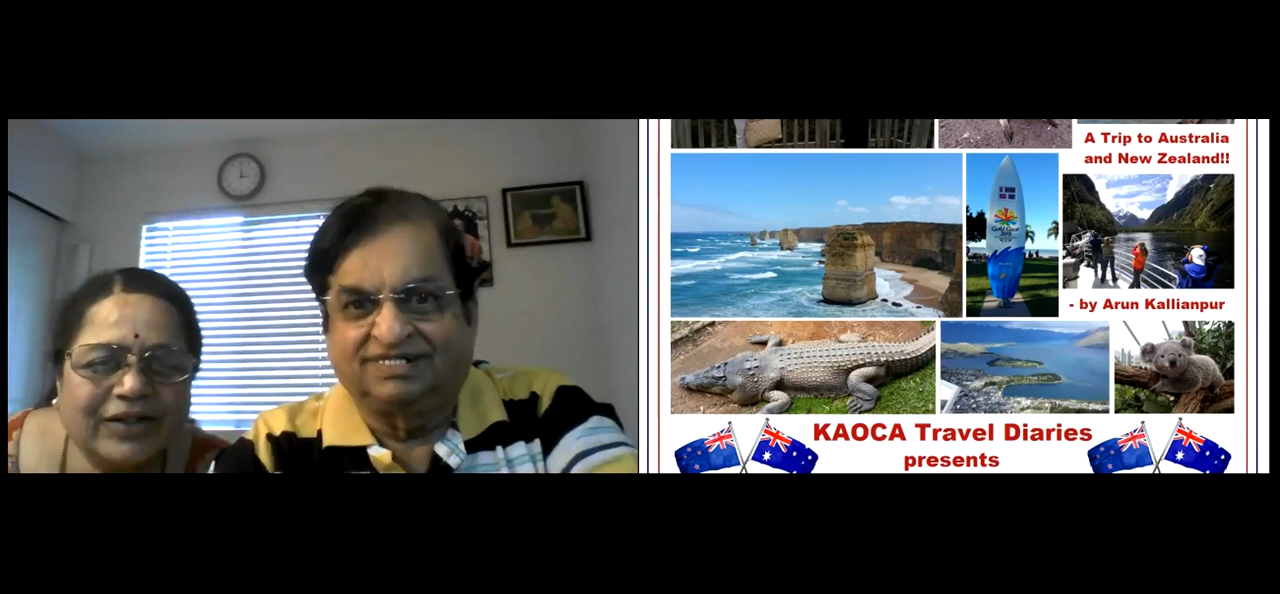 A Trip to Australia
and New Zealand!!
- by Arun Kallianpur
KAOCA Travel Diaries
presents